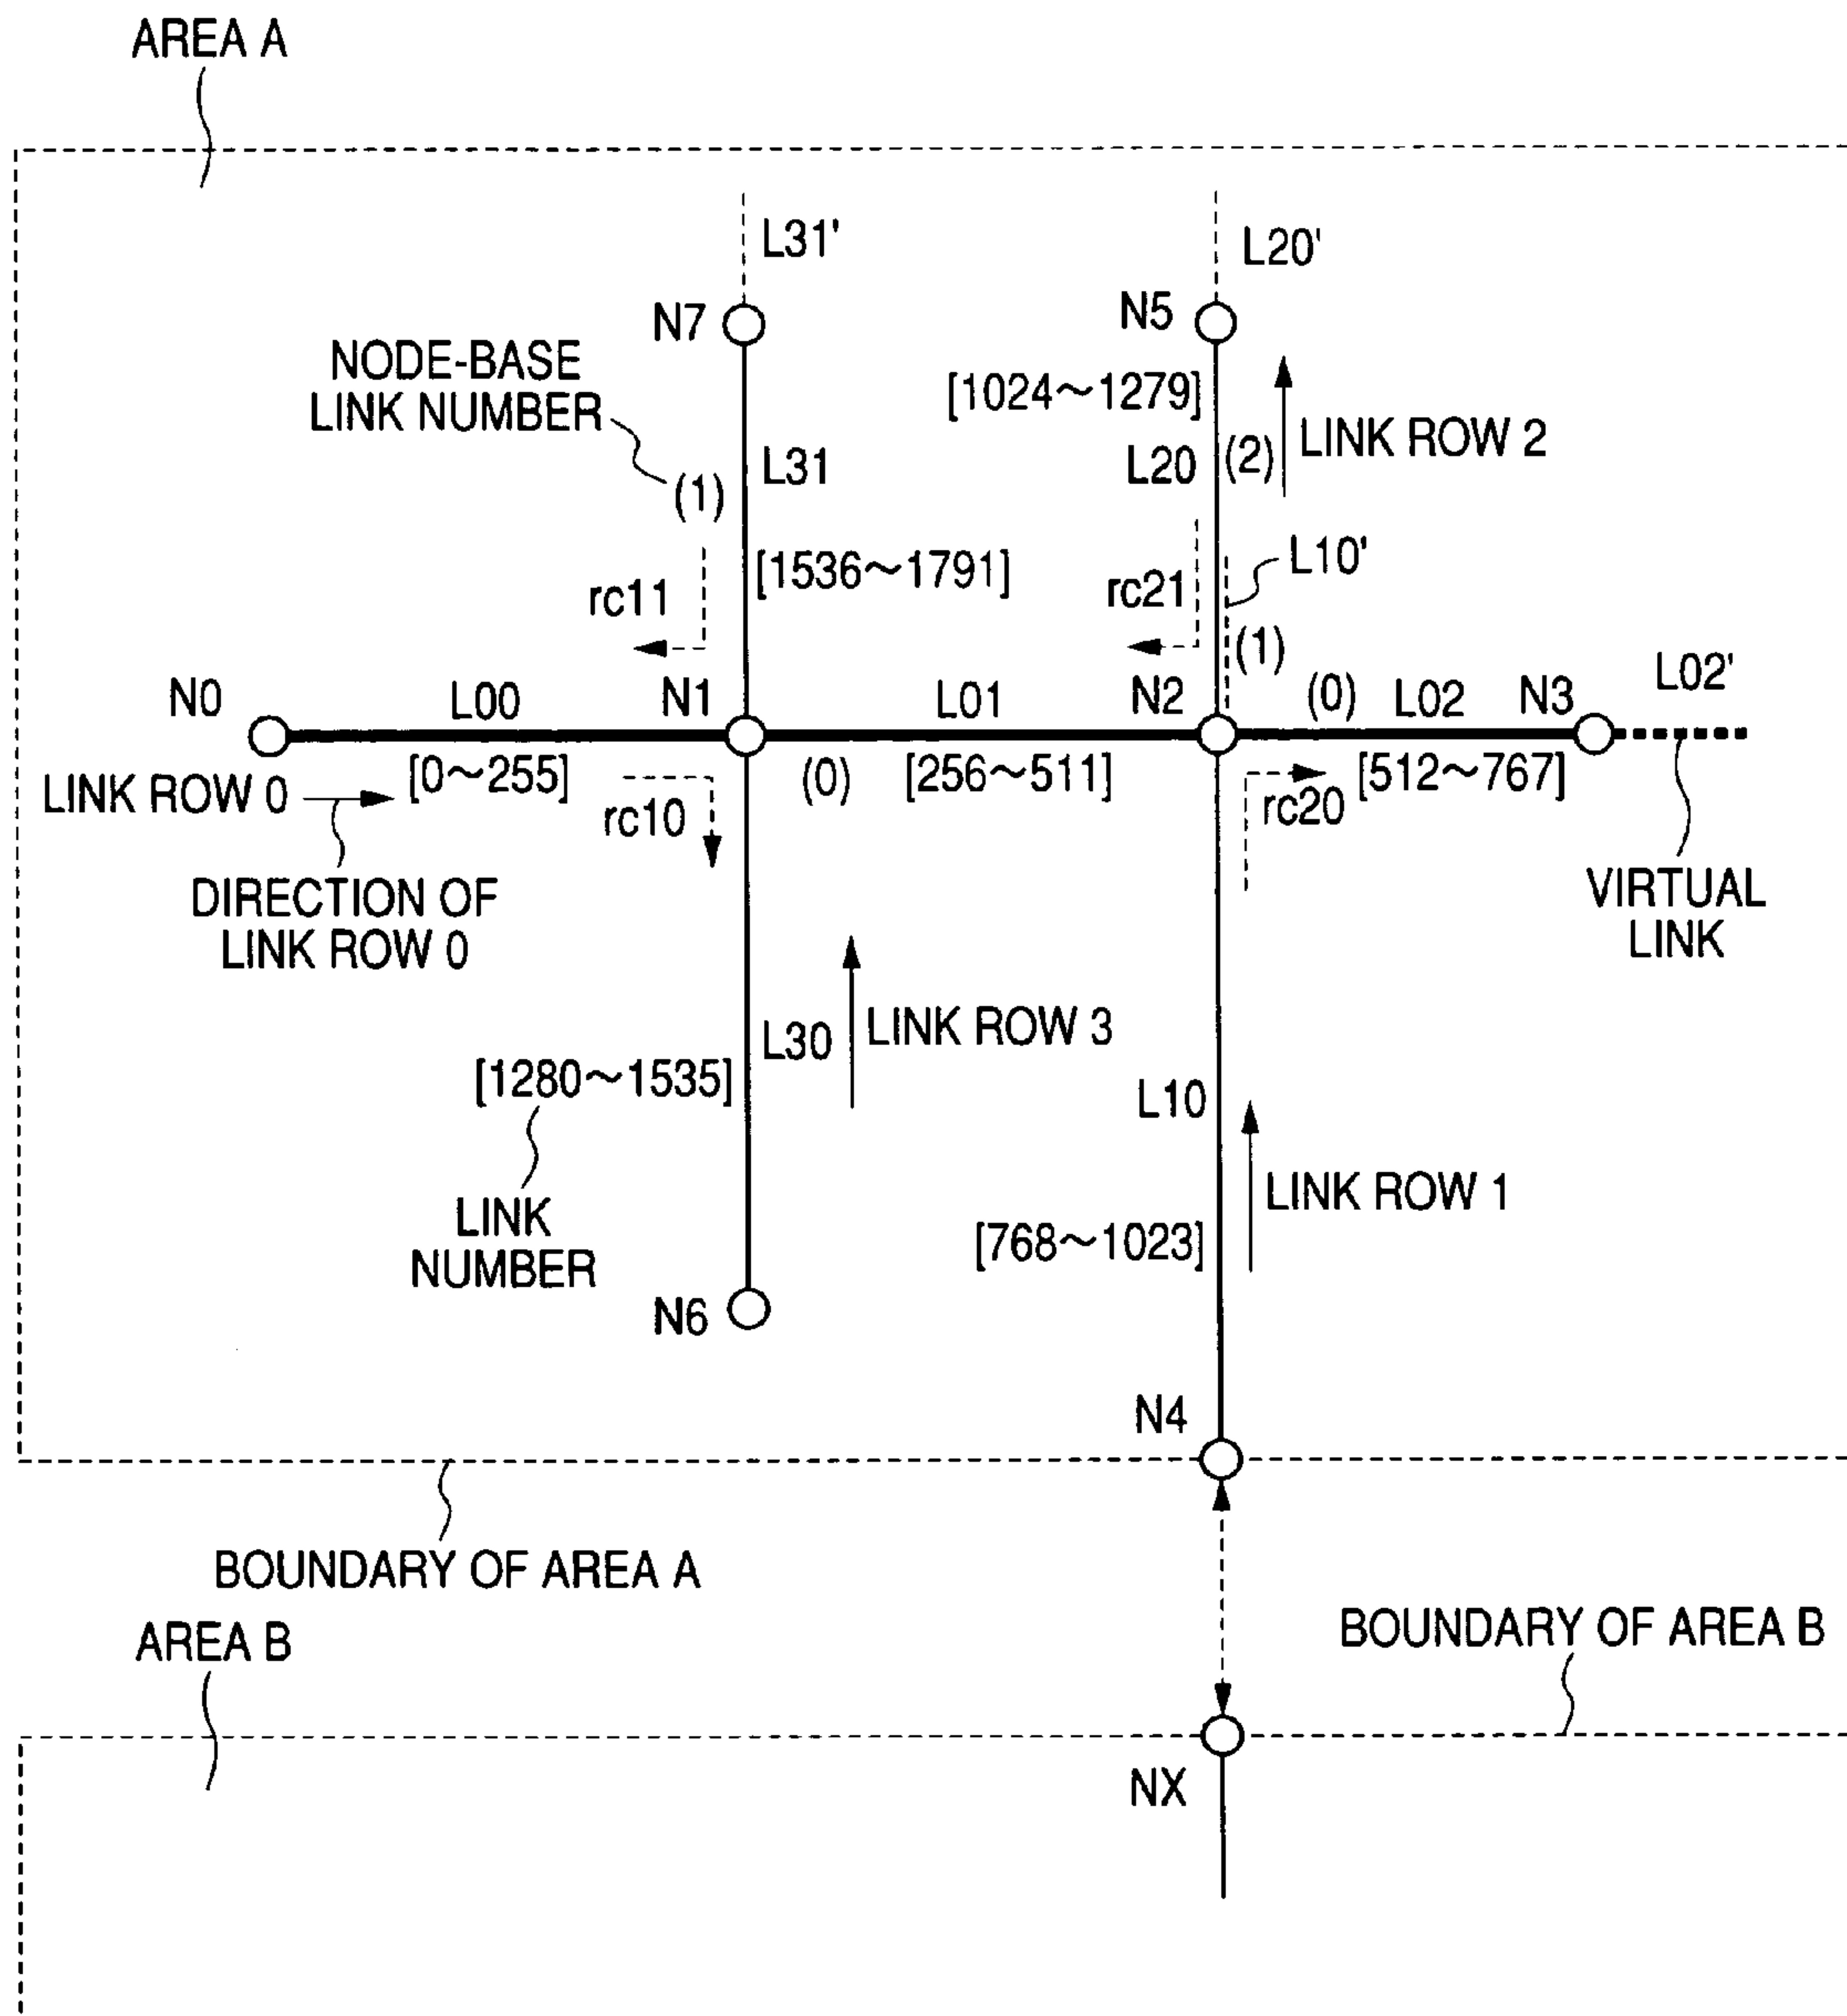 AREA A
L31'
L20'
N7
N5
NODE-BASE
LINK NUMBER
[1024～1279]
LINK ROW 2
L31
L20
(2)
(1)
[1536～1791]
L10'
rc11
rc21
(1)
N0
L00
N1
L01
N2
(0)
L02
N3
L02'
[0～255]
(0)
[256～511]
[512～767]
LINK ROW 0
rc10
rc20
DIRECTION OF
LINK ROW 0
VIRTUAL
LINK
L30
LINK ROW 3
[1280～1535]
L10
LINK
NUMBER
LINK ROW 1
[768～1023]
N6
N4
BOUNDARY OF AREA A
AREA B
BOUNDARY OF AREA B
NX